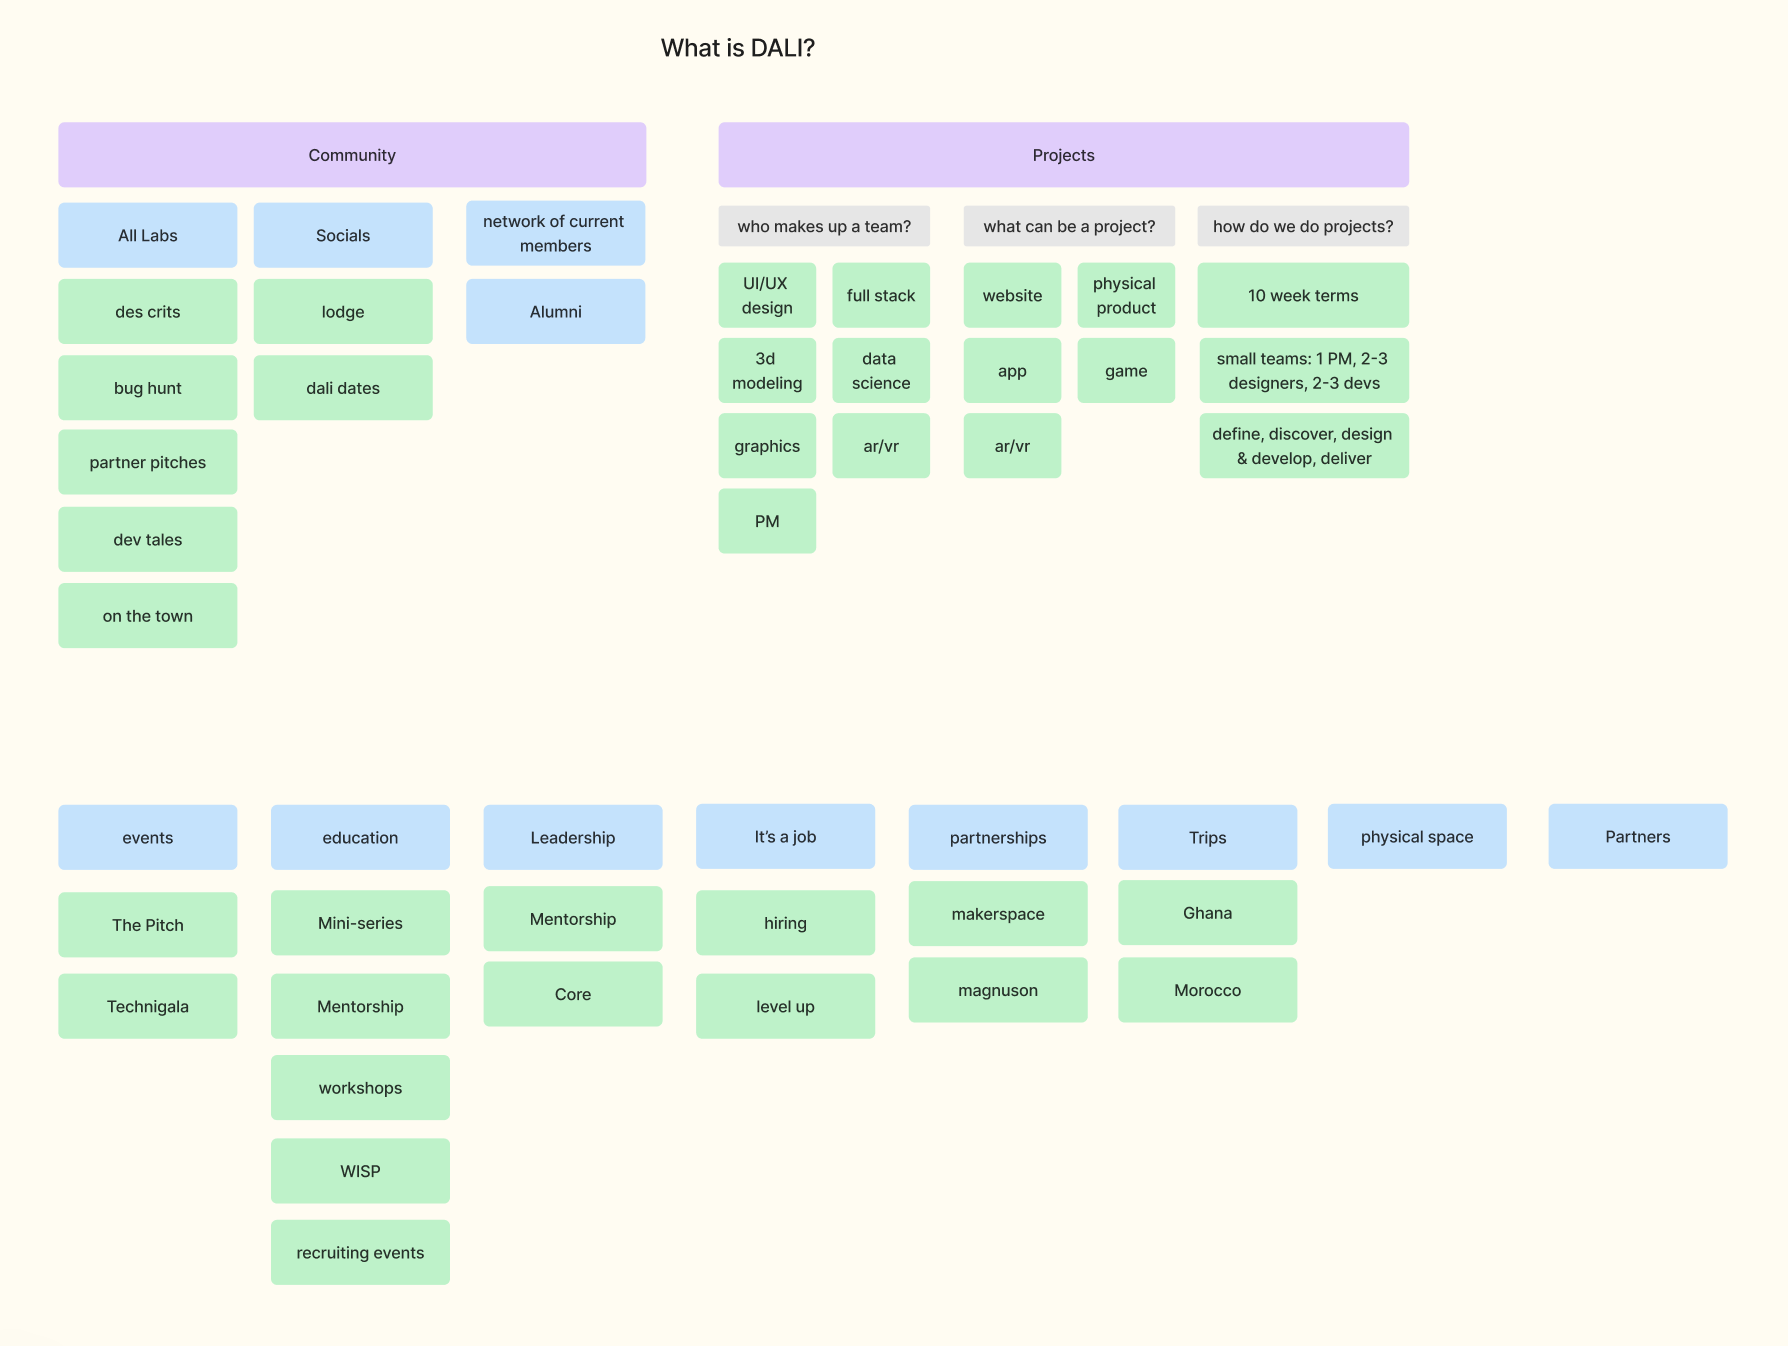 What is DALI?
Community
All Labs
des crits
bug hunt
partner pitches
dev tales
on the town
Socials
lodge
dali dates
network of current
members
Alumni
Projects
who makes up a team?
UI/UX
design
full stack
3d
modeling
data
science
graphics
ar/vr
PM
what can be a project?
website
physical
product
app
game
ar/vr
how do we do projects?
10 week terms
small teams: 1 PM, 2-3
designers, 2-3 devs
define, discover, design
& develop, deliver
events
The Pitch
Technigala
education
Mini-series
Mentorship
workshops
WISP
recruiting events
Leadership
Mentorship
Core
It’s a job
hiring
level up
partnerships
makerspace
magnuson
Trips
Ghana
Morocco
physical space
Partners